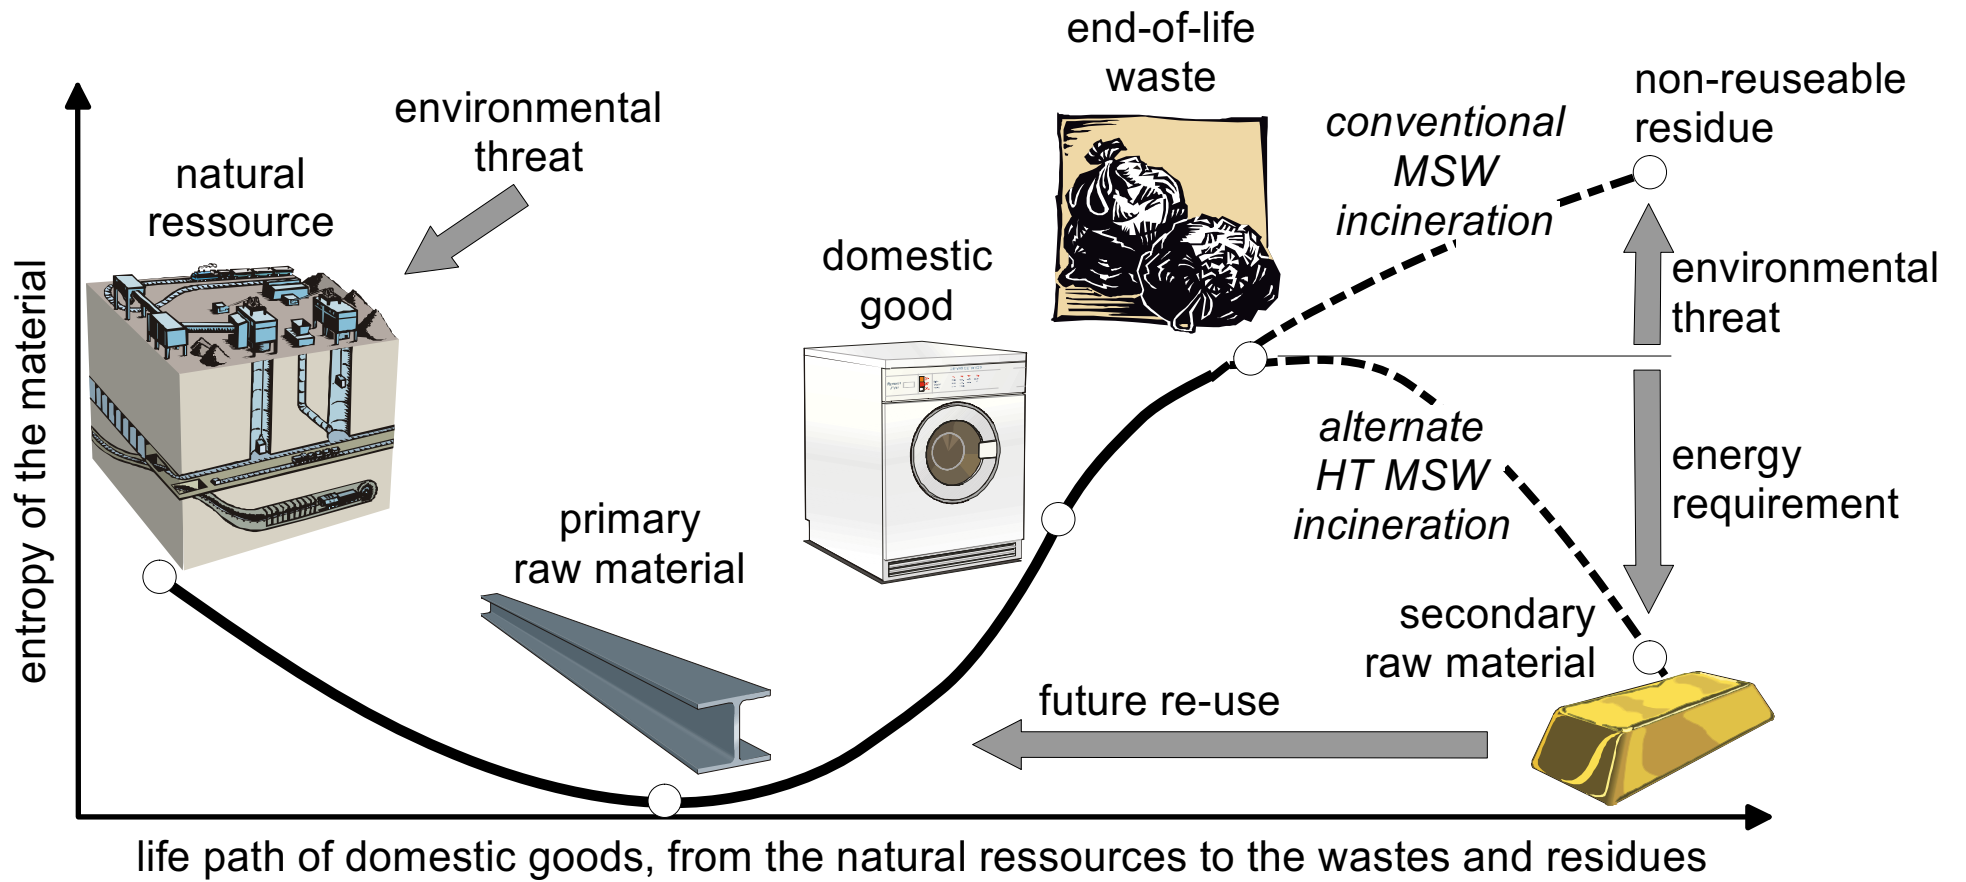 end-of-life
waste
non-reuseable
residue
environmental
threat
conventional
MSW
incineration
natural
ressource
domestic
good
environmental
threat
entropy of the material
alternate
HT MSW
incineration
energy
requirement
primary
raw material
secondary
raw material
future re-use
life path of domestic goods, from the natural ressources to the wastes and residues